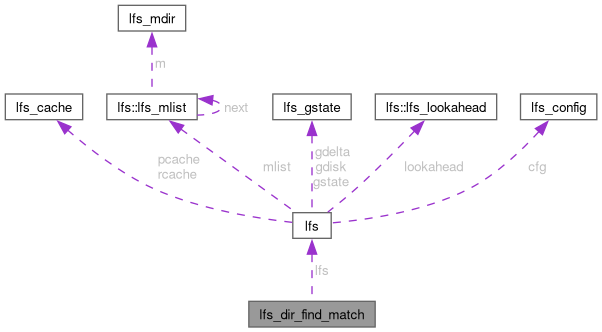 lfs_mdir
m
lfs_cache
lfs::lfs_mlist
next
lfs_gstate
lfs::lfs_lookahead
lfs_config
pcache
rcache
mlist
gdelta
gdisk
gstate
lookahead
cfg
lfs
lfs
lfs_dir_find_match